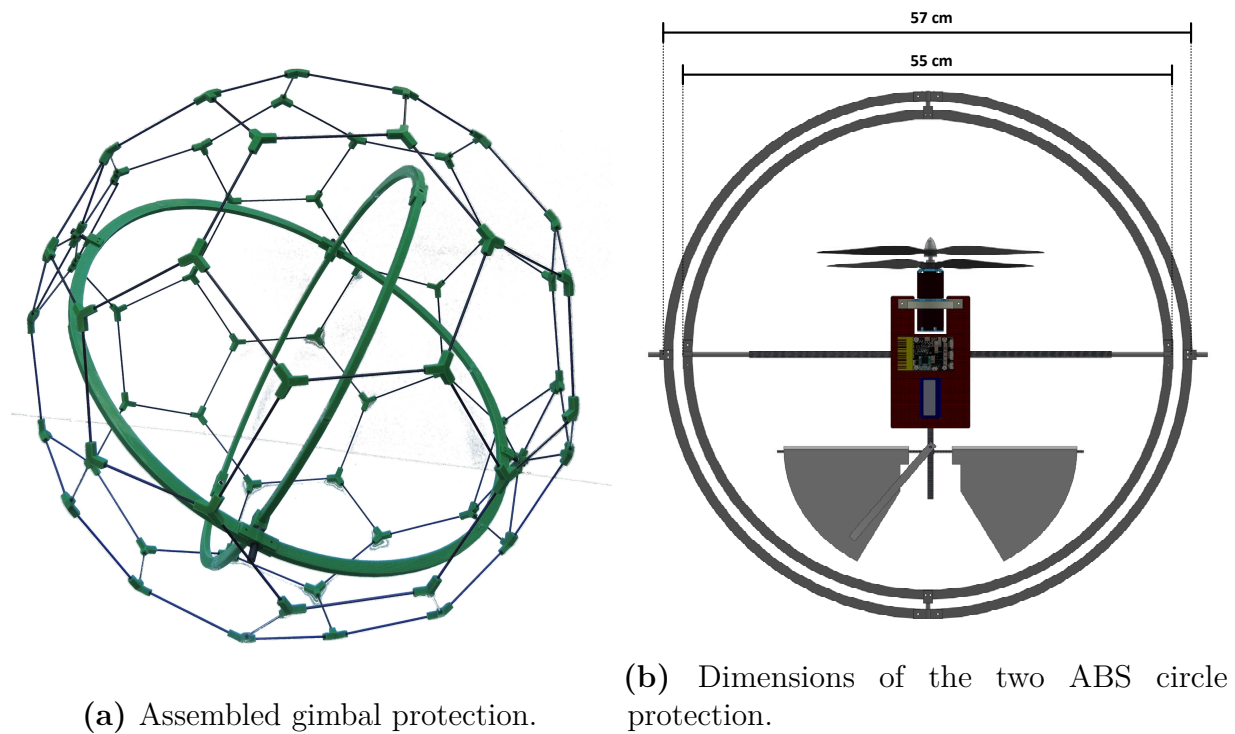 57 cm
55 cm
(a) Assembled gimbal protection.
(b) Dimensions of the two ABS circle
protection.